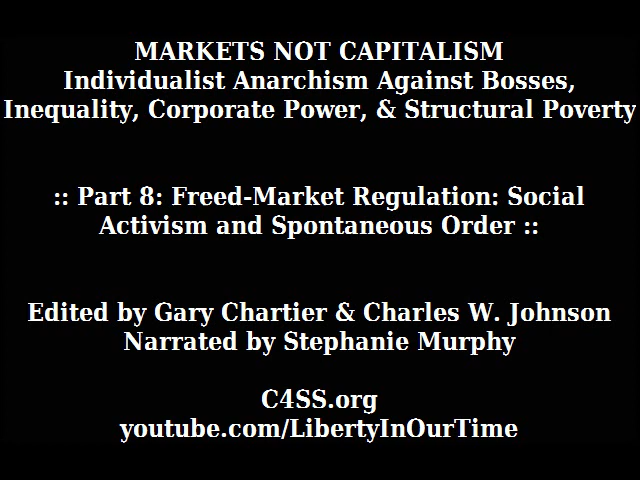 MARKETS NOT CAPITALISM
Individualist Anarchism Against Bosses,
Inequality, Corporate Power, & Structural Poverty
:: Part 8: Freed-Market Regulation: Social
Activism and Spontaneous Order ::
Edited by Gary Chartier & Charles W. Johnson
Narrated by Stephanie Murphy
C4SS.org
youtube.com/LibertyInOurTime